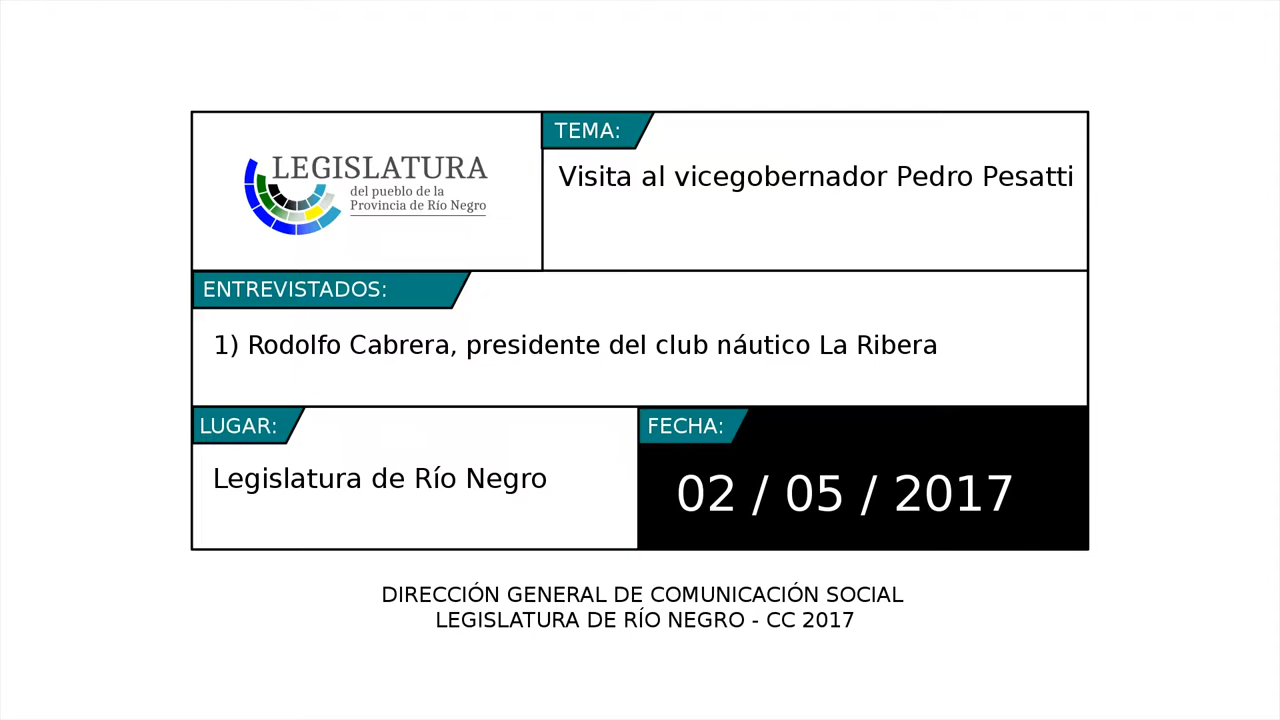 LEGISLATURA
del pueblo de la
Provincia de Río Negro
TEMA:
Visita al vicegobernador Pedro Pesatti
ENTREVISTADOS:
1) Rodolfo Cabrera, presidente del club náutico La Ribera
LUGAR:
Legislatura de Río Negro
FECHA:
02 / 05 / 2017
DIRECCIÓN GENERAL DE COMUNICACIÓN SOCIAL
LEGISLATURA DE RÍO NEGRO - CC 2017